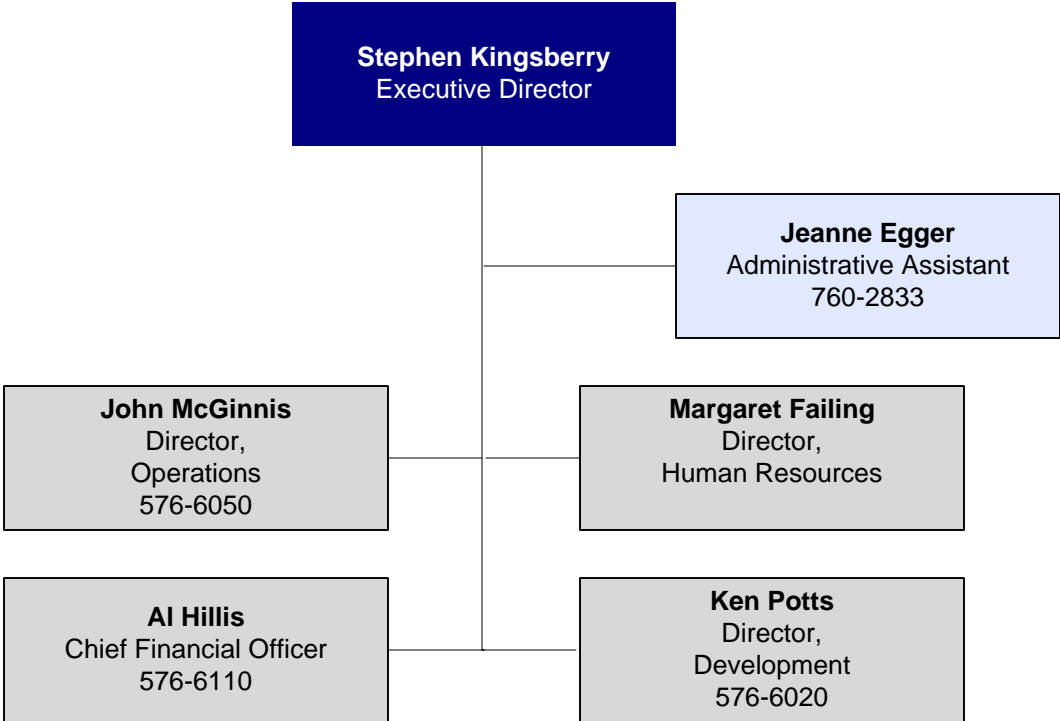 Stephen Kingsberry
Executive Director
Jeanne Egger
Administrative Assistant
760-2833
John McGinnis
Director,
Operations
576-6050
Margaret Failing
Director,
Human Resources
Al Hillis
Chief Financial Officer
576-6110
Ken Potts
Director,
Development
576-6020